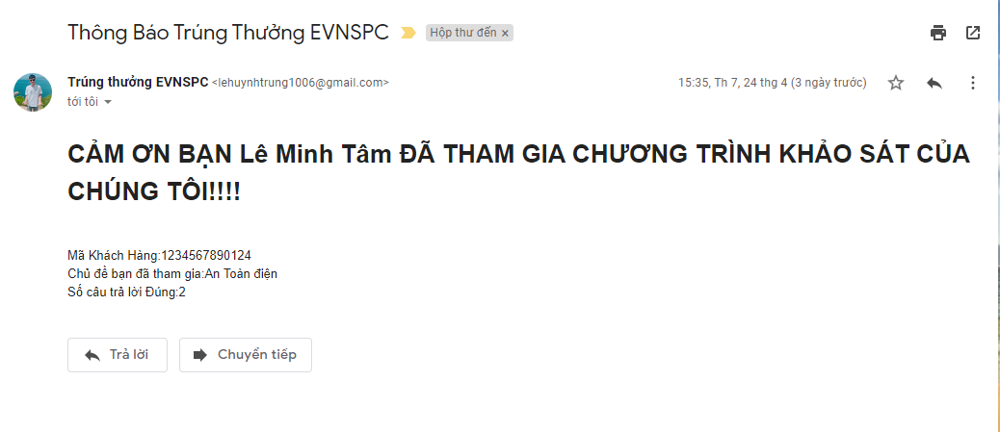 Thông Báo Trúng Thưởng EVNSPC Hộp thư đến ×
Trúng thưởng EVNSPC <lehuynhtrung1006@gmail.com> 15:35, Th 7, 24 thg 4 (3 ngày trước)
tới tôi
CẢM ƠN BẠN Lê Minh Tâm ĐÃ THAM GIA CHƯƠNG TRÌNH KHẢO SÁT CỦA
CHÚNG TÔI!!!!
Mã Khách Hàng:1234567890124
Chủ đề bạn đã tham gia:An Toàn điện
Số câu trả lời Đúng:2
Trả lời Chuyển tiếp